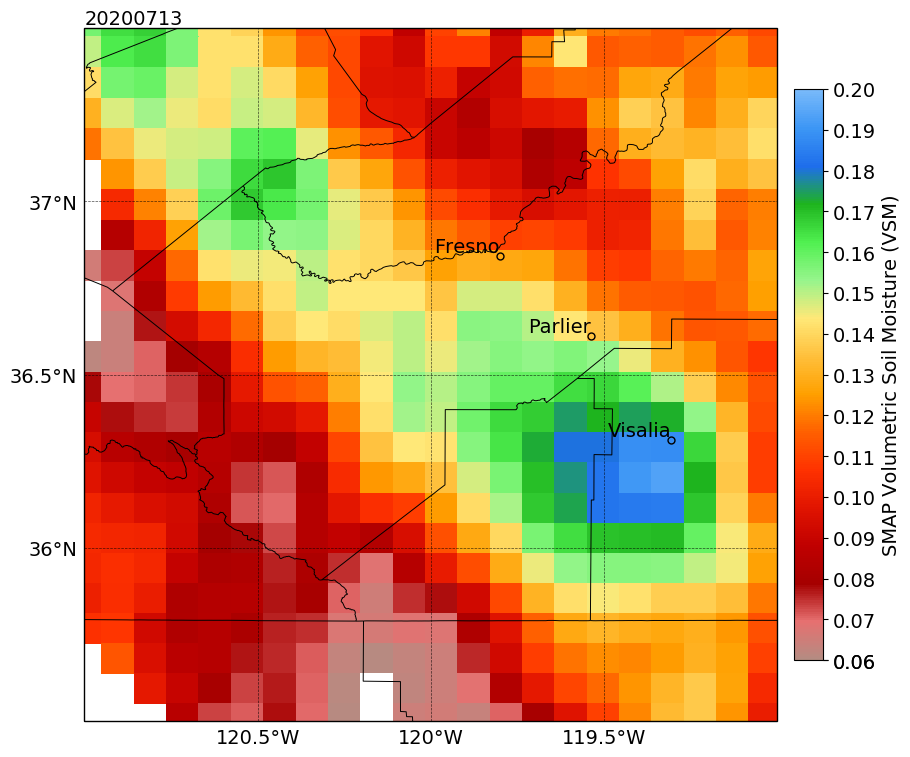 20200713
37°N
36.5°N
36°N
120.5°W
120°W
119.5°W
Fresno
Parlier
Visalia
0.20
0.19
0.18
0.17
0.16
0.15
0.14
0.13
0.12
0.11
0.10
0.09
0.08
0.07
0.06
SMAP Volumetric Soil Moisture (VSM)